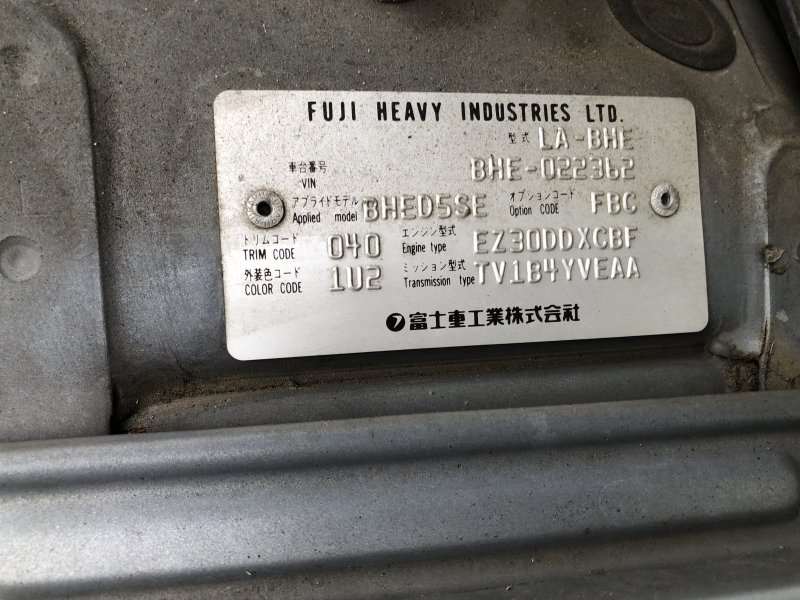 FUJI HEAVY INDUSTRIES LTD.
型式 LA-BHE
車台番号 VIN BHE-022362
アプライドモデル Applied model BHED5SE オプションコード Option CODE FBC
トリムコード TRIM CODE 040 エンジン型式 Engine type EZ30DDXCBF
外装色コード COLOR CODE 1U2 ミッション型式 Transmission type TV1B4YVEAA
富士重工業株式会社